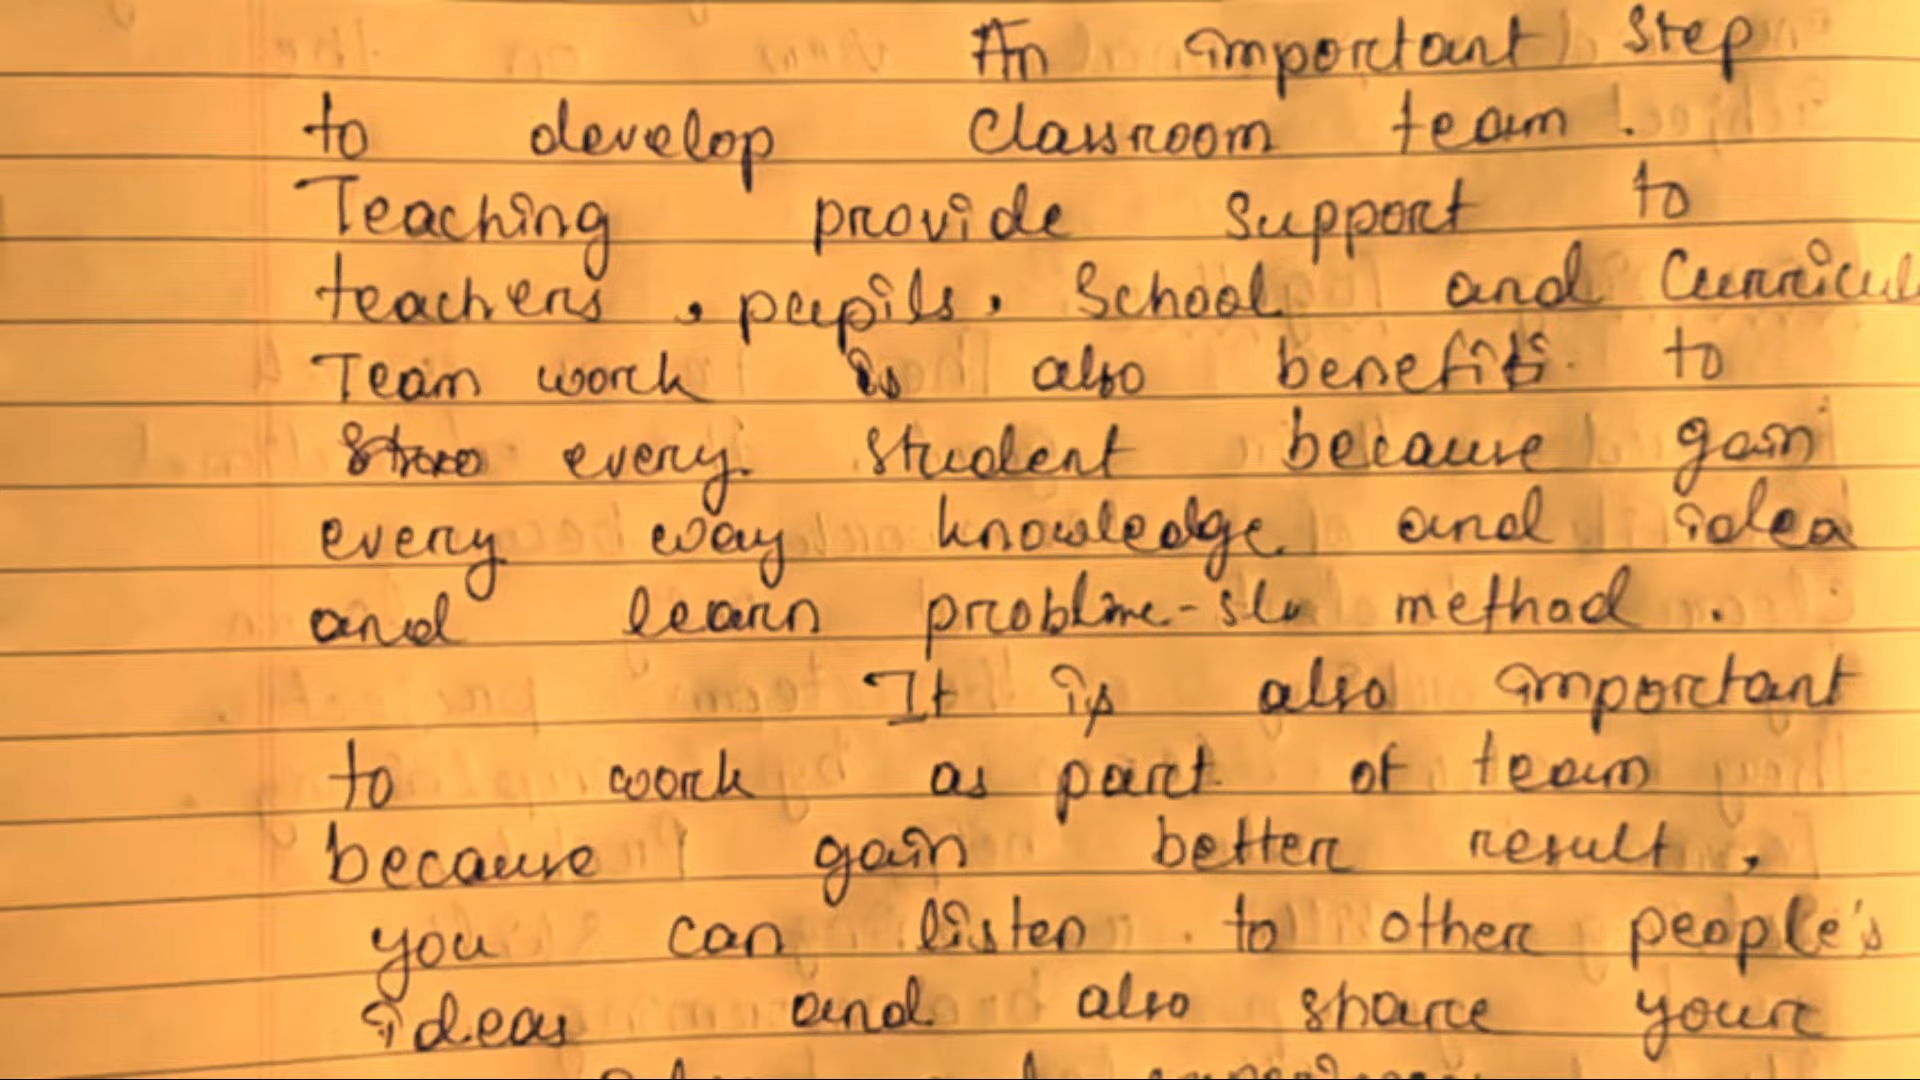 An important Step
to develop Classroom team.
Teaching provide Support to
teachers, pupils, School and Curricul
Team work is also benefits to
every student because gain
every way knowledge and idea
and learn method.
It is also important
to work as part of team
because gain better result,
you can listen to other people's
ideas and also share your